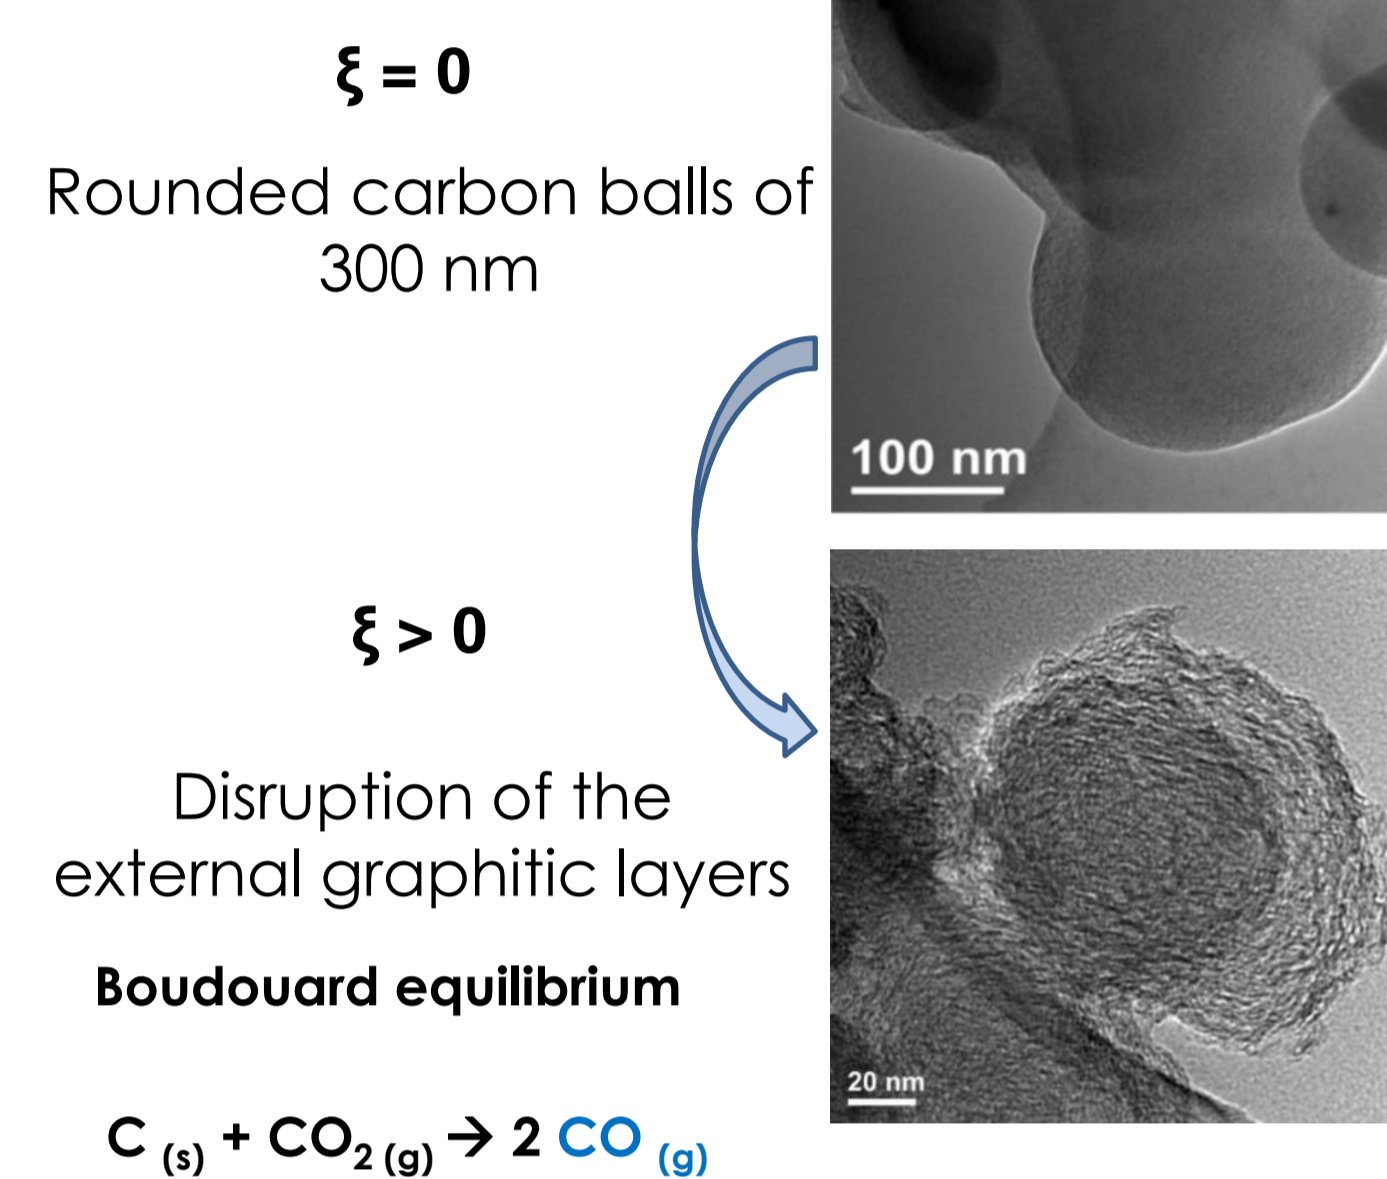 ξ = 0
Rounded carbon balls of
300 nm
100 nm
ξ > 0
Disruption of the
external graphitic layers
Boudouard equilibrium
20 nm
C (s) + CO2 (g) → 2 CO (g)